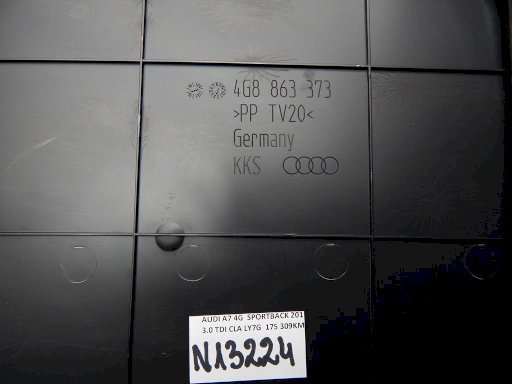 4G8 863 373
>PP TV20<
Germany
KKS
AUDI A7 4G SPORTBACK 201
3.0 TDI CLA LY7G 175 309KM
N13224